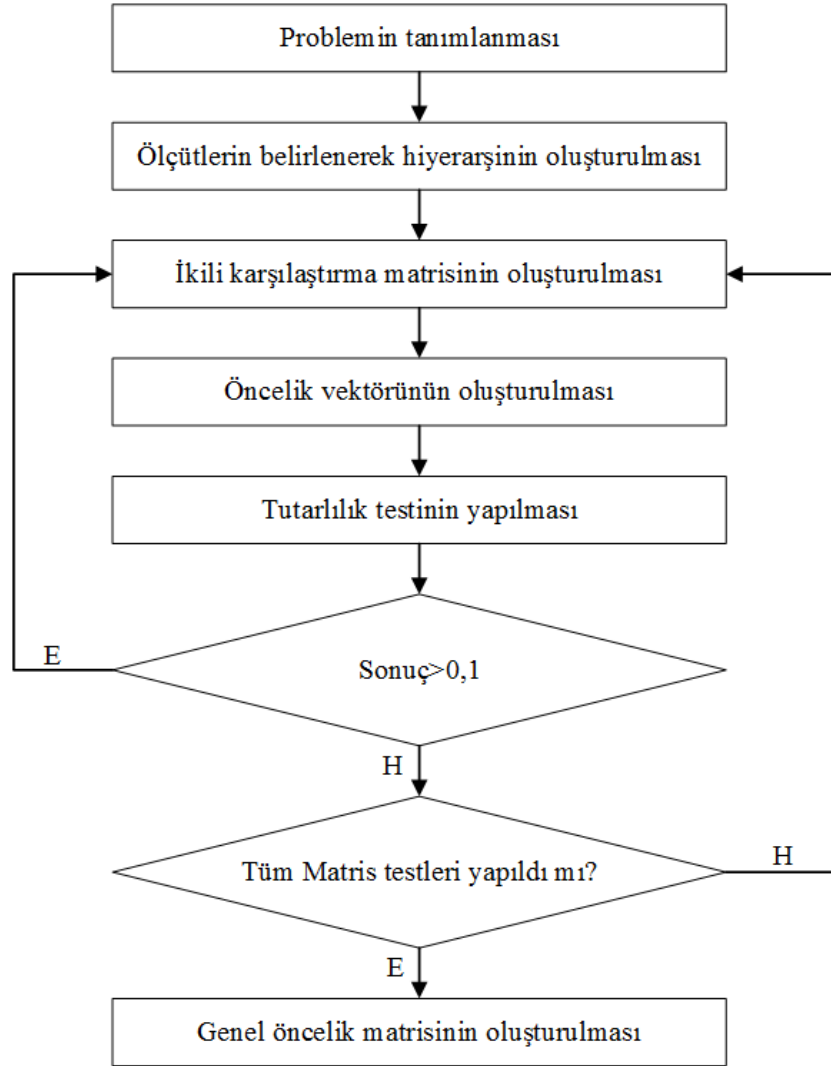 Problemin tanımlanması
Ölçütlerin belirlenerek hiyerarşinin oluşturulması
İkili karşılaştırma matrisinin oluşturulması
Öncelik vektörünün oluşturulması
Tutarlılık testinin yapılması
E
Sonuç>0,1
H
Tüm Matris testleri yapıldı mı?
H
E
Genel öncelik matrisinin oluşturulması